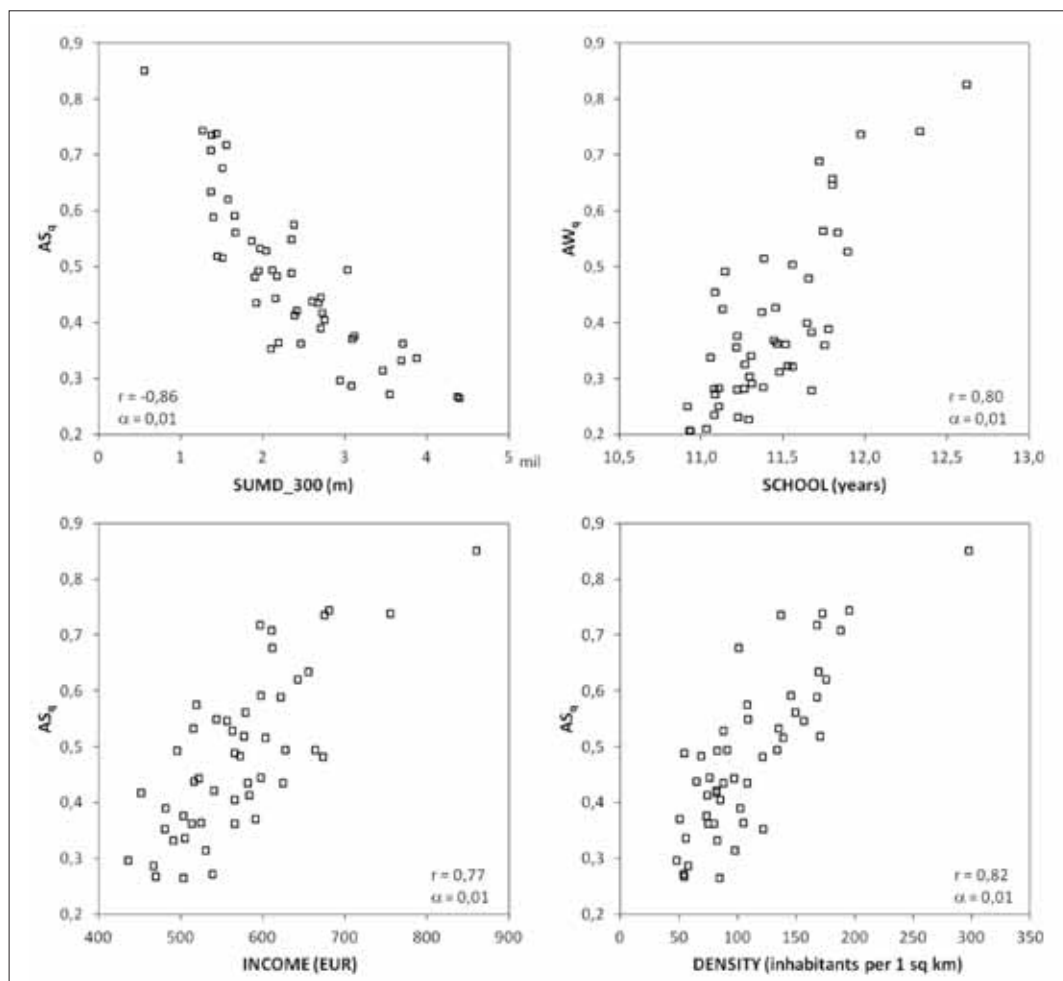 0,9
0,8
0,7
0,6
0,5
0,4
0,3
0,2
ASq
r = -0,86
α = 0,01
0 1 2 3 4 5 mil
SUMD_300 (m)
0,9
0,8
0,7
0,6
0,5
0,4
0,3
0,2
AWq
r = 0,80
α = 0,01
10,5 11,0 11,5 12,0 12,5 13,0
SCHOOL (years)
0,9
0,8
0,7
0,6
0,5
0,4
0,3
0,2
ASq
r = 0,77
α = 0,01
400 500 600 700 800 900
INCOME (EUR)
0,9
0,8
0,7
0,6
0,5
0,4
0,3
0,2
ASq
r = 0,82
α = 0,01
0 50 100 150 200 250 300 350
DENSITY (inhabitants per 1 sq km)